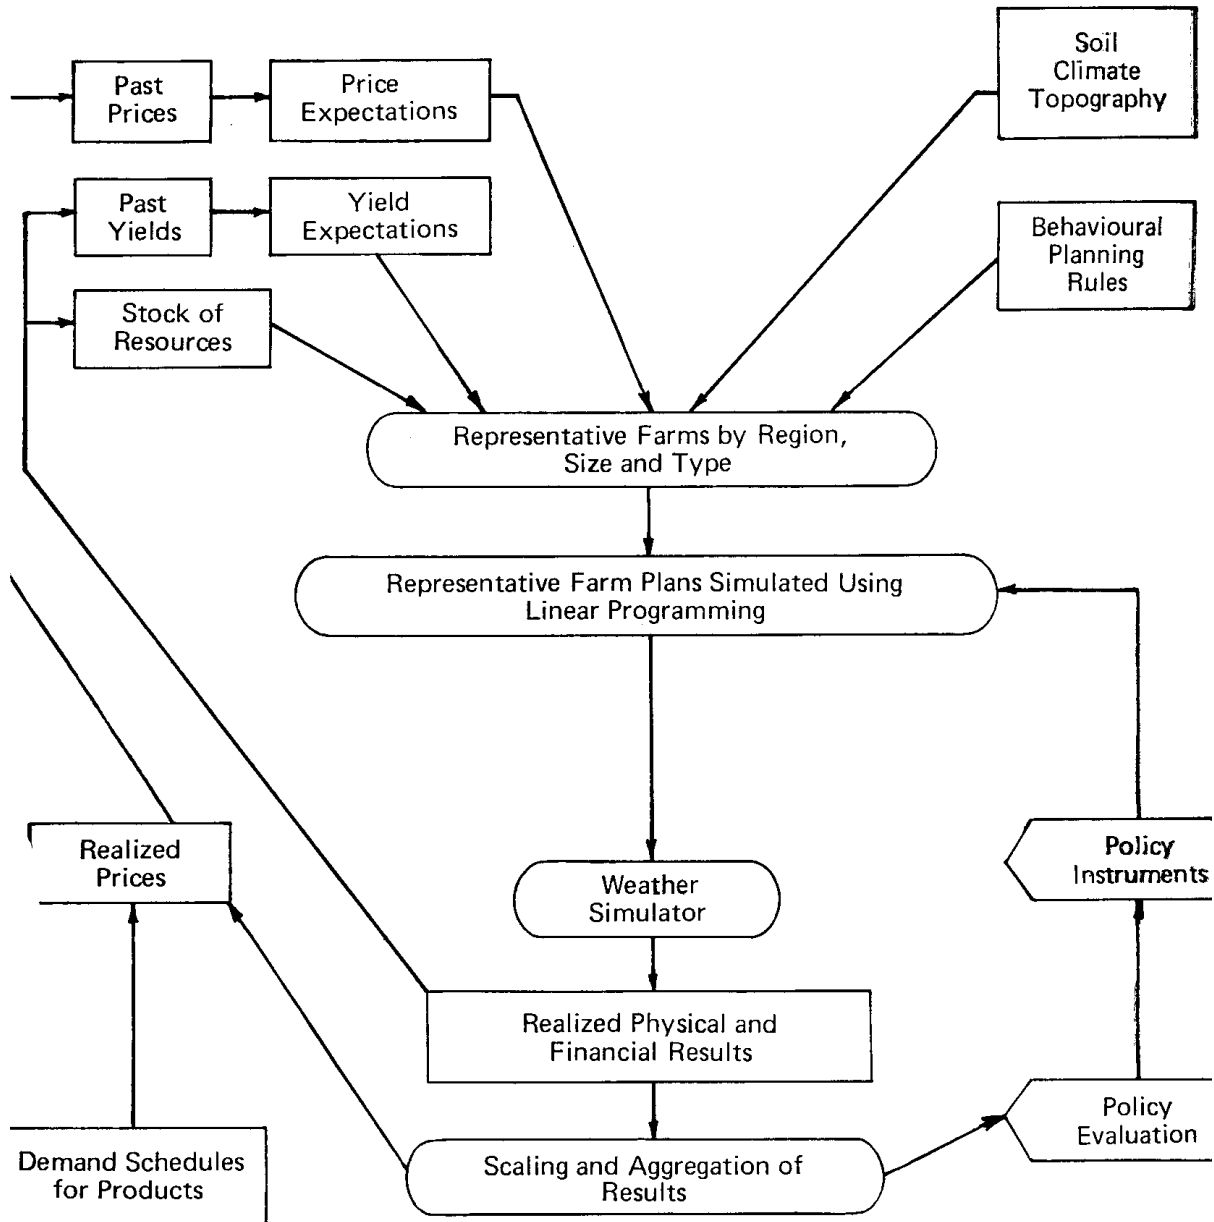 Past
Prices
Price
Expectations
Soil
Climate
Topography
Past
Yields
Yield
Expectations
Behavioural
Planning
Rules
Stock of
Resources
Representative Farms by Region,
Size and Type
Representative Farm Plans Simulated Using
Linear Programming
Realized
Prices
Weather
Simulator
Policy
Instruments
Realized Physical and
Financial Results
Demand Schedules
for Products
Scaling and Aggregation of
Results
Policy
Evaluation